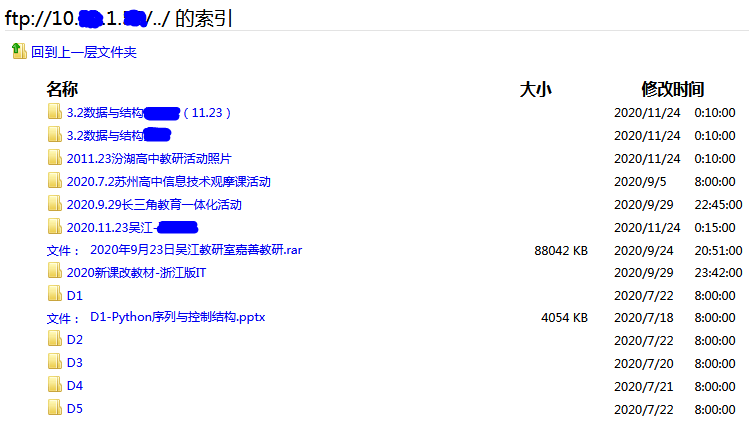 ftp://10. .1. /../ 的索引
回到上一层文件夹
名称 大小 修改时间
3.2数据与结构 （11.23） 2020/11/24 0:10:00
3.2数据与结构 2020/11/24 0:10:00
2011.23汾湖高中教研活动照片 2020/11/24 0:10:00
2020.7.2苏州高中信息技术观摩课活动 2020/9/5 8:00:00
2020.9.29长三角教育一体化活动 2020/9/29 22:45:00
2020.11.23吴江- 2020/11/24 0:15:00
文件： 2020年9月23日吴江教研室嘉善教研.rar 88042 KB 2020/9/24 20:51:00
2020新课改教材-浙江版IT 2020/9/29 23:42:00
D1 2020/7/22 8:00:00
文件： D1-Python序列与控制结构.pptx 4054 KB 2020/7/18 8:00:00
D2 2020/7/22 8:00:00
D3 2020/7/20 8:00:00
D4 2020/7/21 8:00:00
D5 2020/7/22 8:00:00